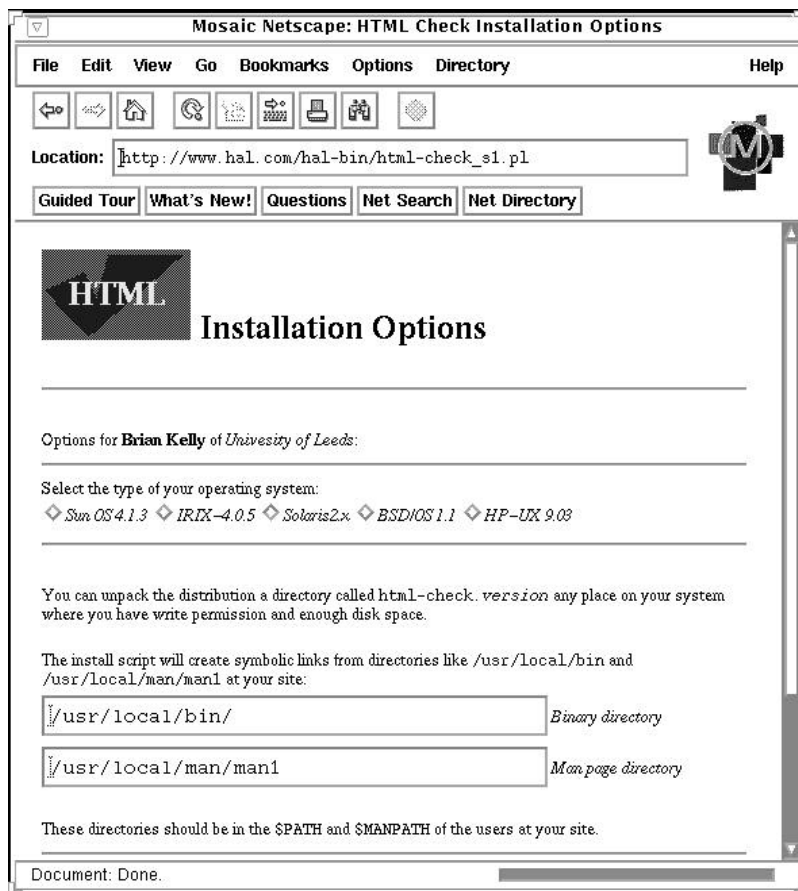 Mosaic Netscape: HTML Check Installation Options
File Edit View Go Bookmarks Options Directory Help
Location: http://www.hal.com/hal-bin/html-check_s1.pl
M
Guided Tour What's New! Questions Net Search Net Directory
HTML Installation Options
Options for Brian Kelly of Univesity of Leeds:
Select the type of your operating system:
Sun OS 4.1.3 IRIX-4.0.5 Solaris2.x BSD/OS 1.1 HP-UX 9.03
You can unpack the distribution a directory called html-check.version any place on your system
where you have write permission and enough disk space.
The install script will create symbolic links from directories like /usr/local/bin and
/usr/local/man/man1 at your site:
/usr/local/bin/ Binary directory
/usr/local/man/man1 Man page directory
These directories should be in the $PATH and $MANPATH of the users at your site.
Document: Done.